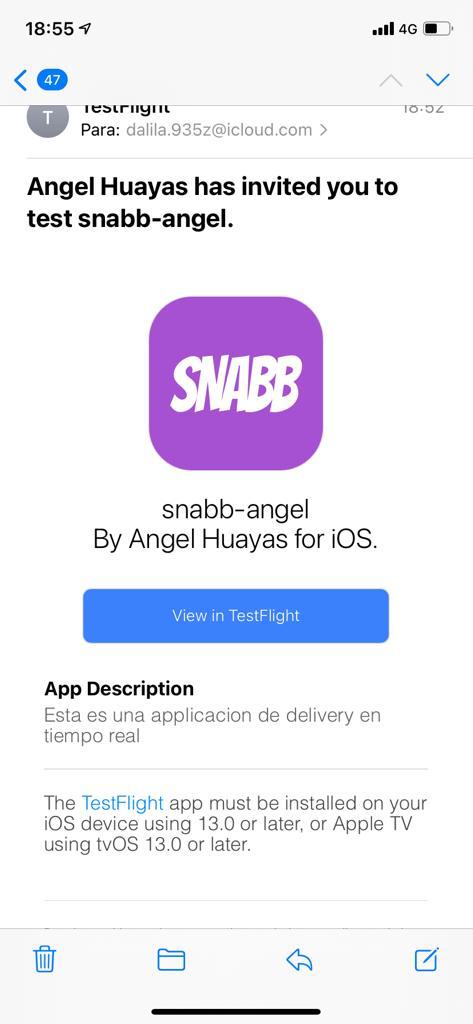 18:55
4G
47
T
TestFlight
18:52
Para: dalila.935z@icloud.com
Angel Huayas has invited you to
test snabb-angel.
SNABB
snabb-angel
By Angel Huayas for iOS.
View in TestFlight
App Description
Esta es una applicacion de delivery en
tiempo real
The TestFlight app must be installed on your
iOS device using 13.0 or later, or Apple TV
using tvOS 13.0 or later.